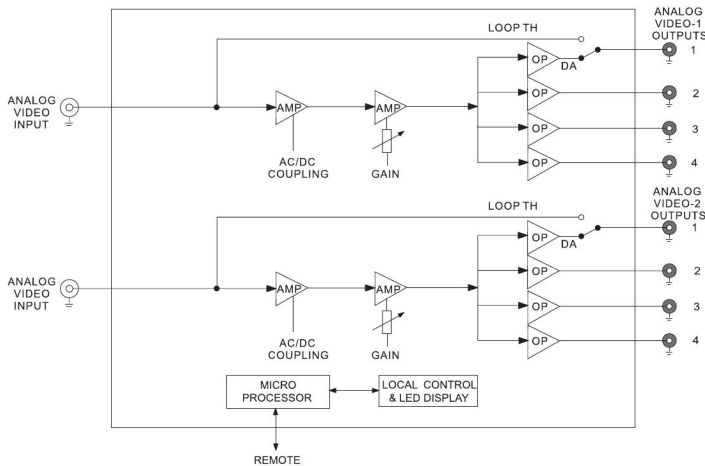 ANALOG
VIDEO-1
OUTPUTS
LOOP TH
1
OP
DA
ANALOG
VIDEO
INPUT
AMP
AMP
OP
2
OP
3
AC/DC
COUPLING
GAIN
OP
4
ANALOG
VIDEO-2
OUTPUTS
LOOP TH
1
OP
DA
ANALOG
VIDEO
INPUT
AMP
AMP
OP
2
OP
3
AC/DC
COUPLING
GAIN
OP
4
MICRO
PROCESSOR
LOCAL CONTROL
& LED DISPLAY
REMOTE